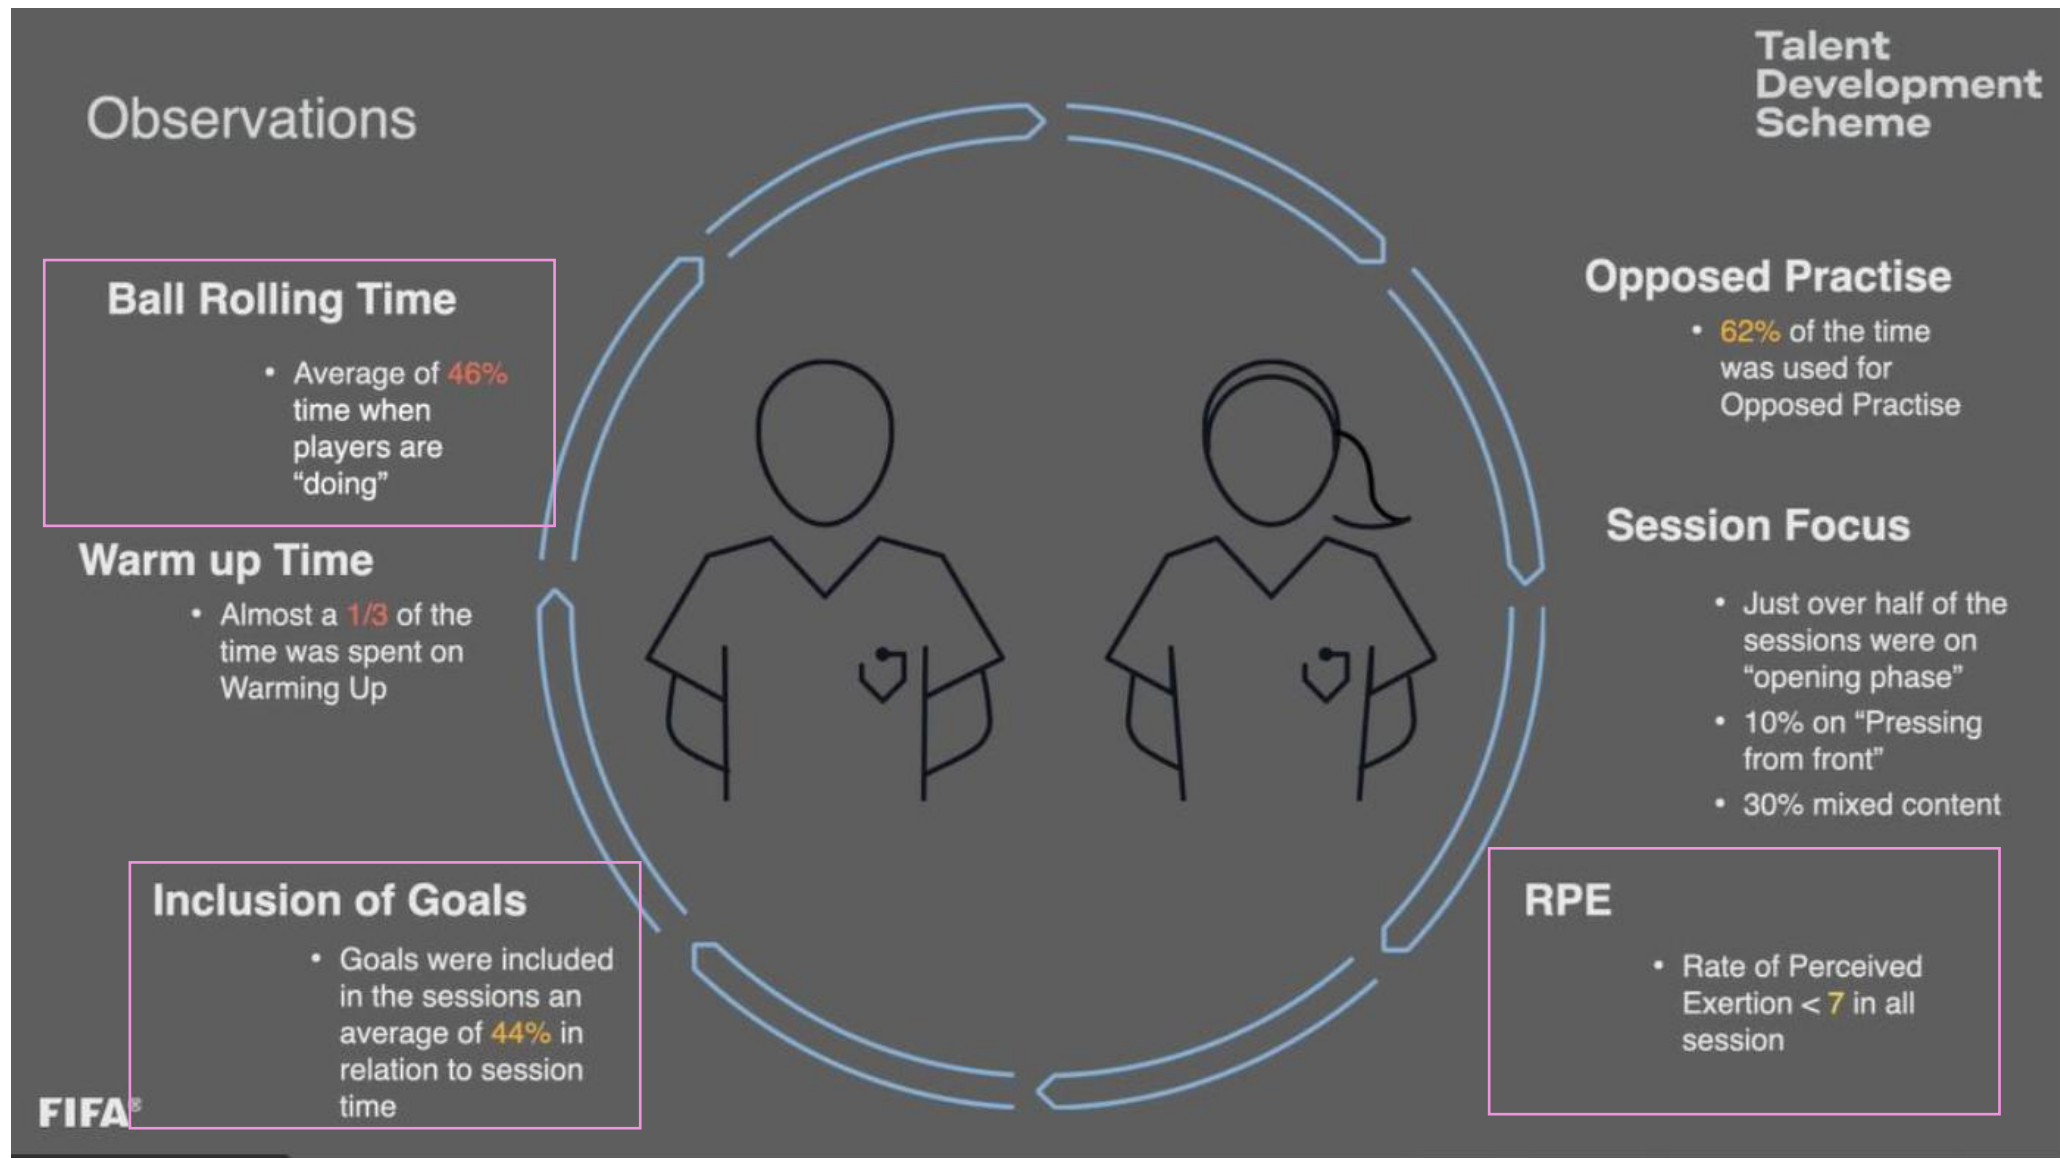 Talent
Development
Scheme
Observations
Ball Rolling Time
• Average of 46%
time when
players are
“doing”
Warm up Time
• Almost a 1/3 of the
time was spent on
Warming Up
Inclusion of Goals
• Goals were included
in the sessions an
average of 44% in
relation to session
time
Opposed Practise
• 62% of the time
was used for
Opposed Practise
Session Focus
• Just over half of the
sessions were on
“opening phase”
• 10% on “Pressing
from front”
• 30% mixed content
RPE
• Rate of Perceived
Exertion < 7 in all
session
FIFA®